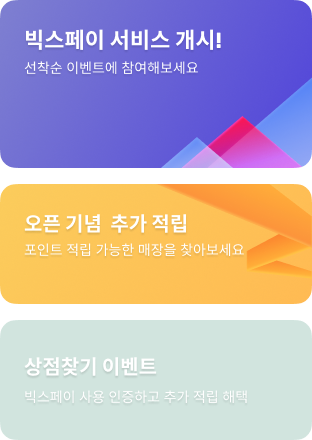 빅스페이 서비스 개시!
선착순 이벤트에 참여해보세요
오픈 기념 추가 적립
포인트 적립 가능한 매장을 찾아보세요
상점찾기 이벤트
빅스페이 사용 인증하고 추가 적립 혜택